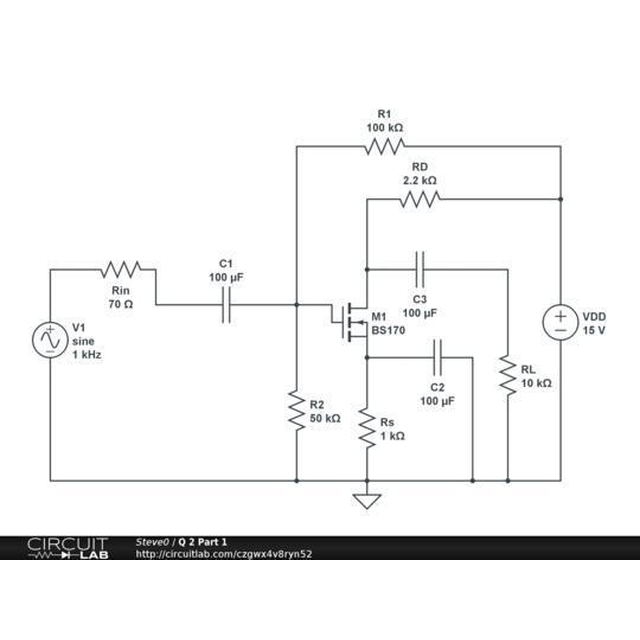 R1
100 kΩ
RD
2.2 kΩ
C1
100 µF
Rin
70 Ω
C3
100 µF
V1
sine
1 kHz
M1
BS170
VDD
15 V
C2
100 µF
RL
10 kΩ
R2
50 kΩ
Rs
1 kΩ
CIRCUIT
LAB
Steve0 / Q 2 Part 1
http://circuitlab.com/czgwx4v8ryn52